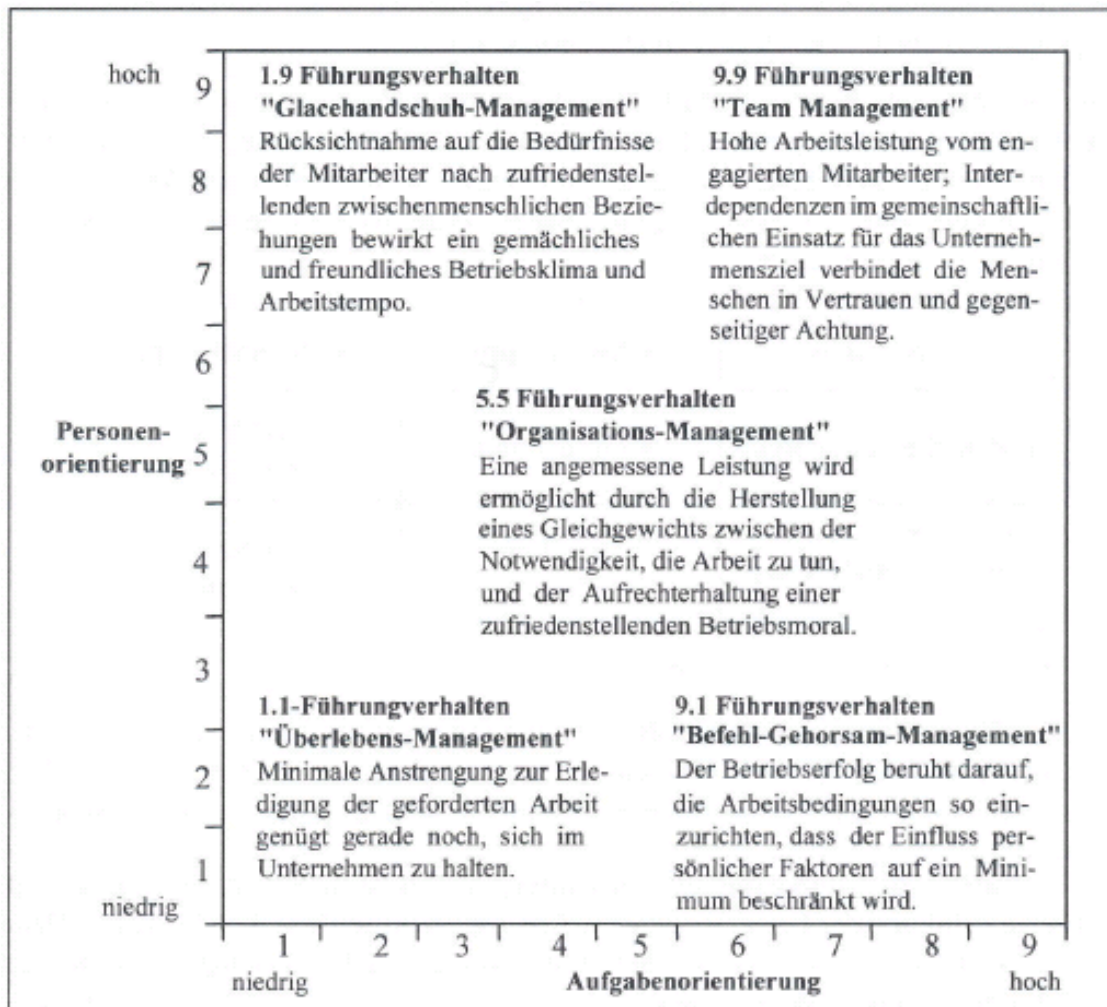 hoch
9
1.9 Führungsverhalten
"Glacehandschuh-Management"
Rücksichtnahme auf die Bedürfnisse
der Mitarbeiter nach zufriedenstel-
lenden zwischenmenschlichen Bezie-
hungen bewirkt ein gemächliches
und freundliches Betriebsklima und
Arbeitstempo.
9.9 Führungsverhalten
"Team Management"
Hohe Arbeitsleistung vom en-
gagierten Mitarbeiter; Inter-
dependenzen im gemeinschaftli-
chen Einsatz für das Unterneh-
mensziel verbindet die Men-
schen in Vertrauen und gegen-
seitiger Achtung.
8
7
6
Personen-
orientierung
5
5.5 Führungsverhalten
"Organisations-Management"
Eine angemessene Leistung wird
ermöglicht durch die Herstellung
eines Gleichgewichts zwischen der
Notwendigkeit, die Arbeit zu tun,
und der Aufrechterhaltung einer
zufriedenstellenden Betriebsmoral.
4
3
2
1
niedrig
1.1-Führungverhalten
"Überlebens-Management"
Minimale Anstrengung zur Erle-
digung der geforderten Arbeit
genügt gerade noch, sich im
Unternehmen zu halten.
9.1 Führungsverhalten
"Befehl-Gehorsam-Management"
Der Betriebserfolg beruht darauf,
die Arbeitsbedingungen so ein-
zurichten, dass der Einfluss per-
sönlicher Faktoren auf ein Mini-
mum beschränkt wird.
1 2 3 4 5 6 7 8 9
niedrig Aufgabenorientierung hoch